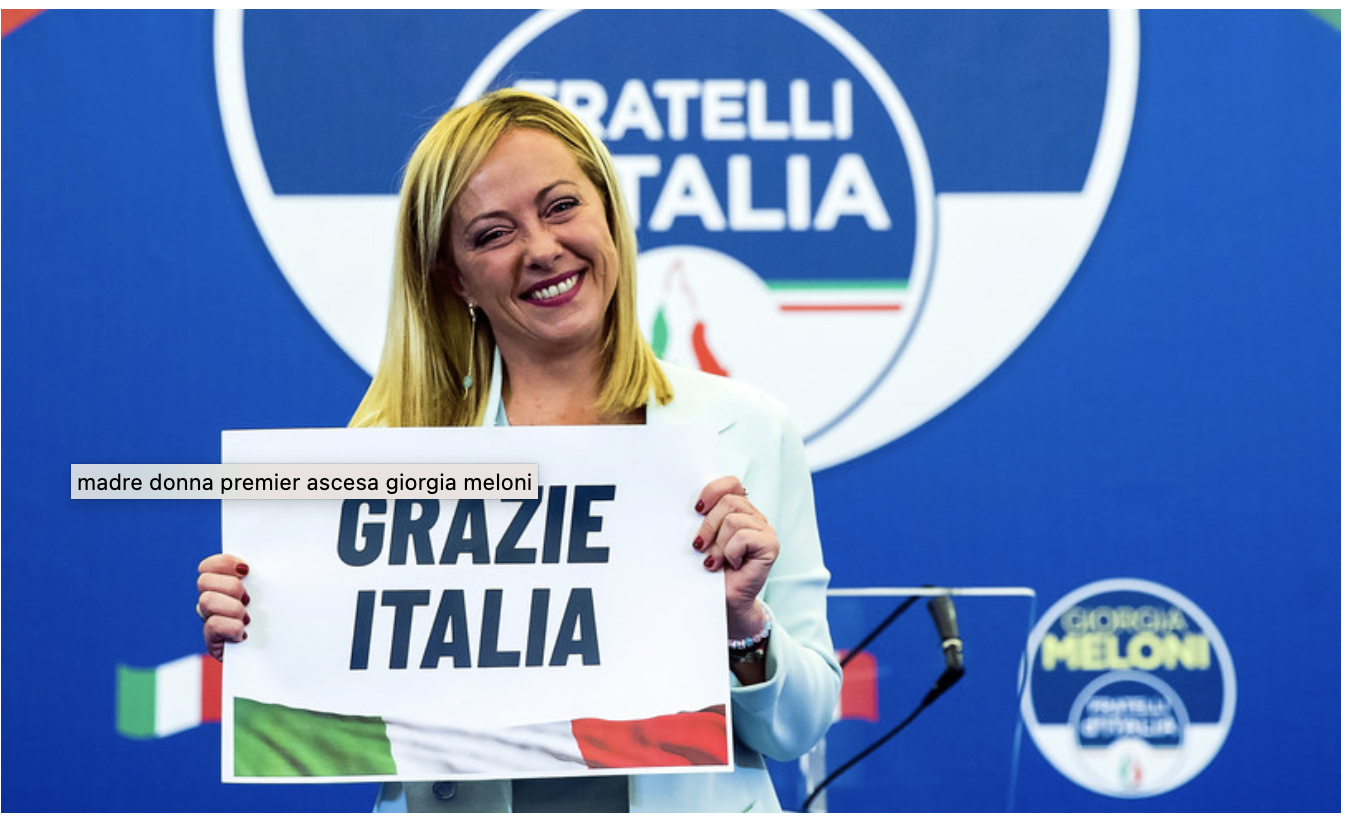 FRATELLI
D'ITALIA
madre donna premier ascesa giorgia meloni
GRAZIE
ITALIA
GIORGIA
MELONI
FRATELLI
d'ITALIA